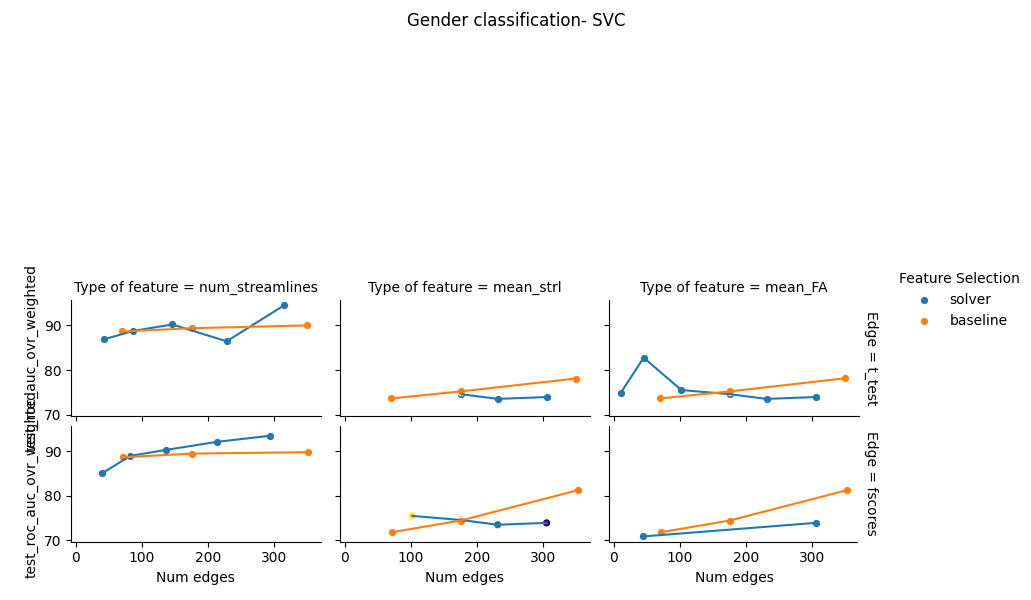 Gender classification- SVC
Type of feature = num_streamlines
Type of feature = mean_strl
Type of feature = mean_FA
Feature Selection
solver
baseline
test_roc_auc_ovr_weighted
90
80
70
Edge = t_test
test_roc_auc_ovr_weighted
90
80
70
Edge = fscores
0 100 200 300
0 100 200 300
0 100 200 300
Num edges
Num edges
Num edges